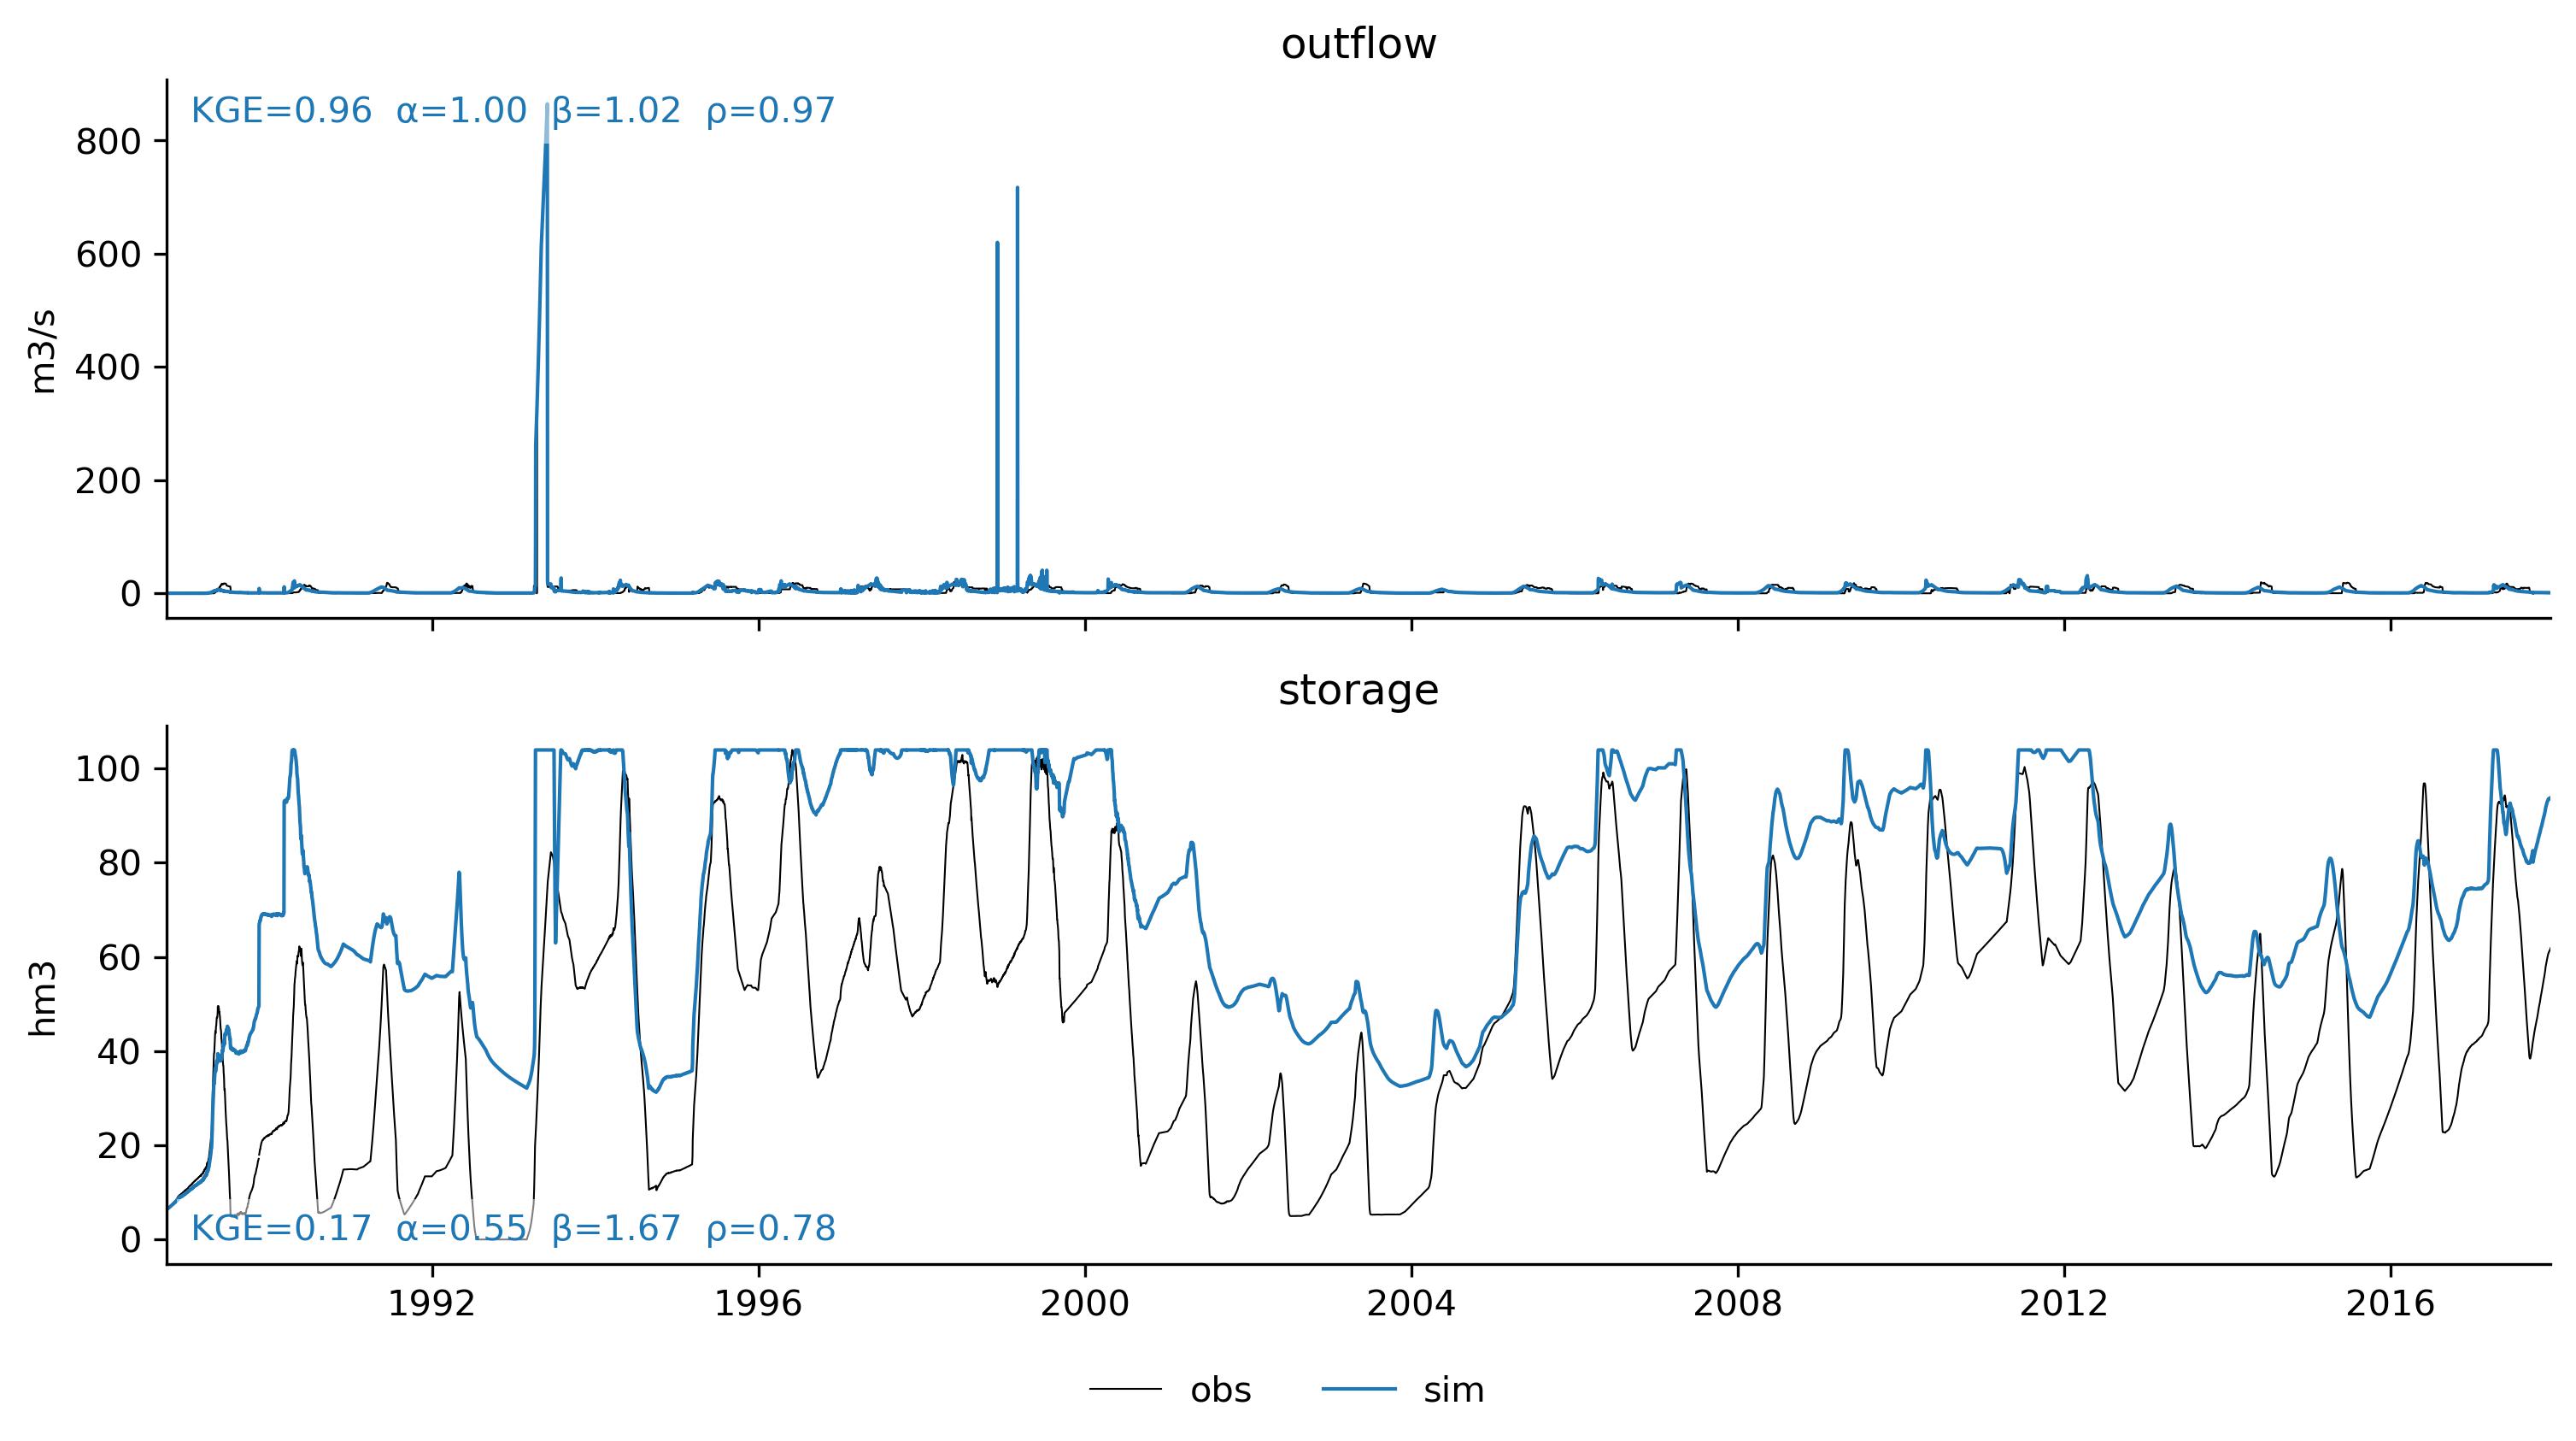 outflow
KGE=0.96 α=1.00 β=1.02 ρ=0.97
800
600
400
200
0
m3/s
storage
100
80
60
40
20
0
hm3
KGE=0.17 α=0.55 β=1.67 ρ=0.78
1992 1996 2000 2004 2008 2012 2016
obs sim